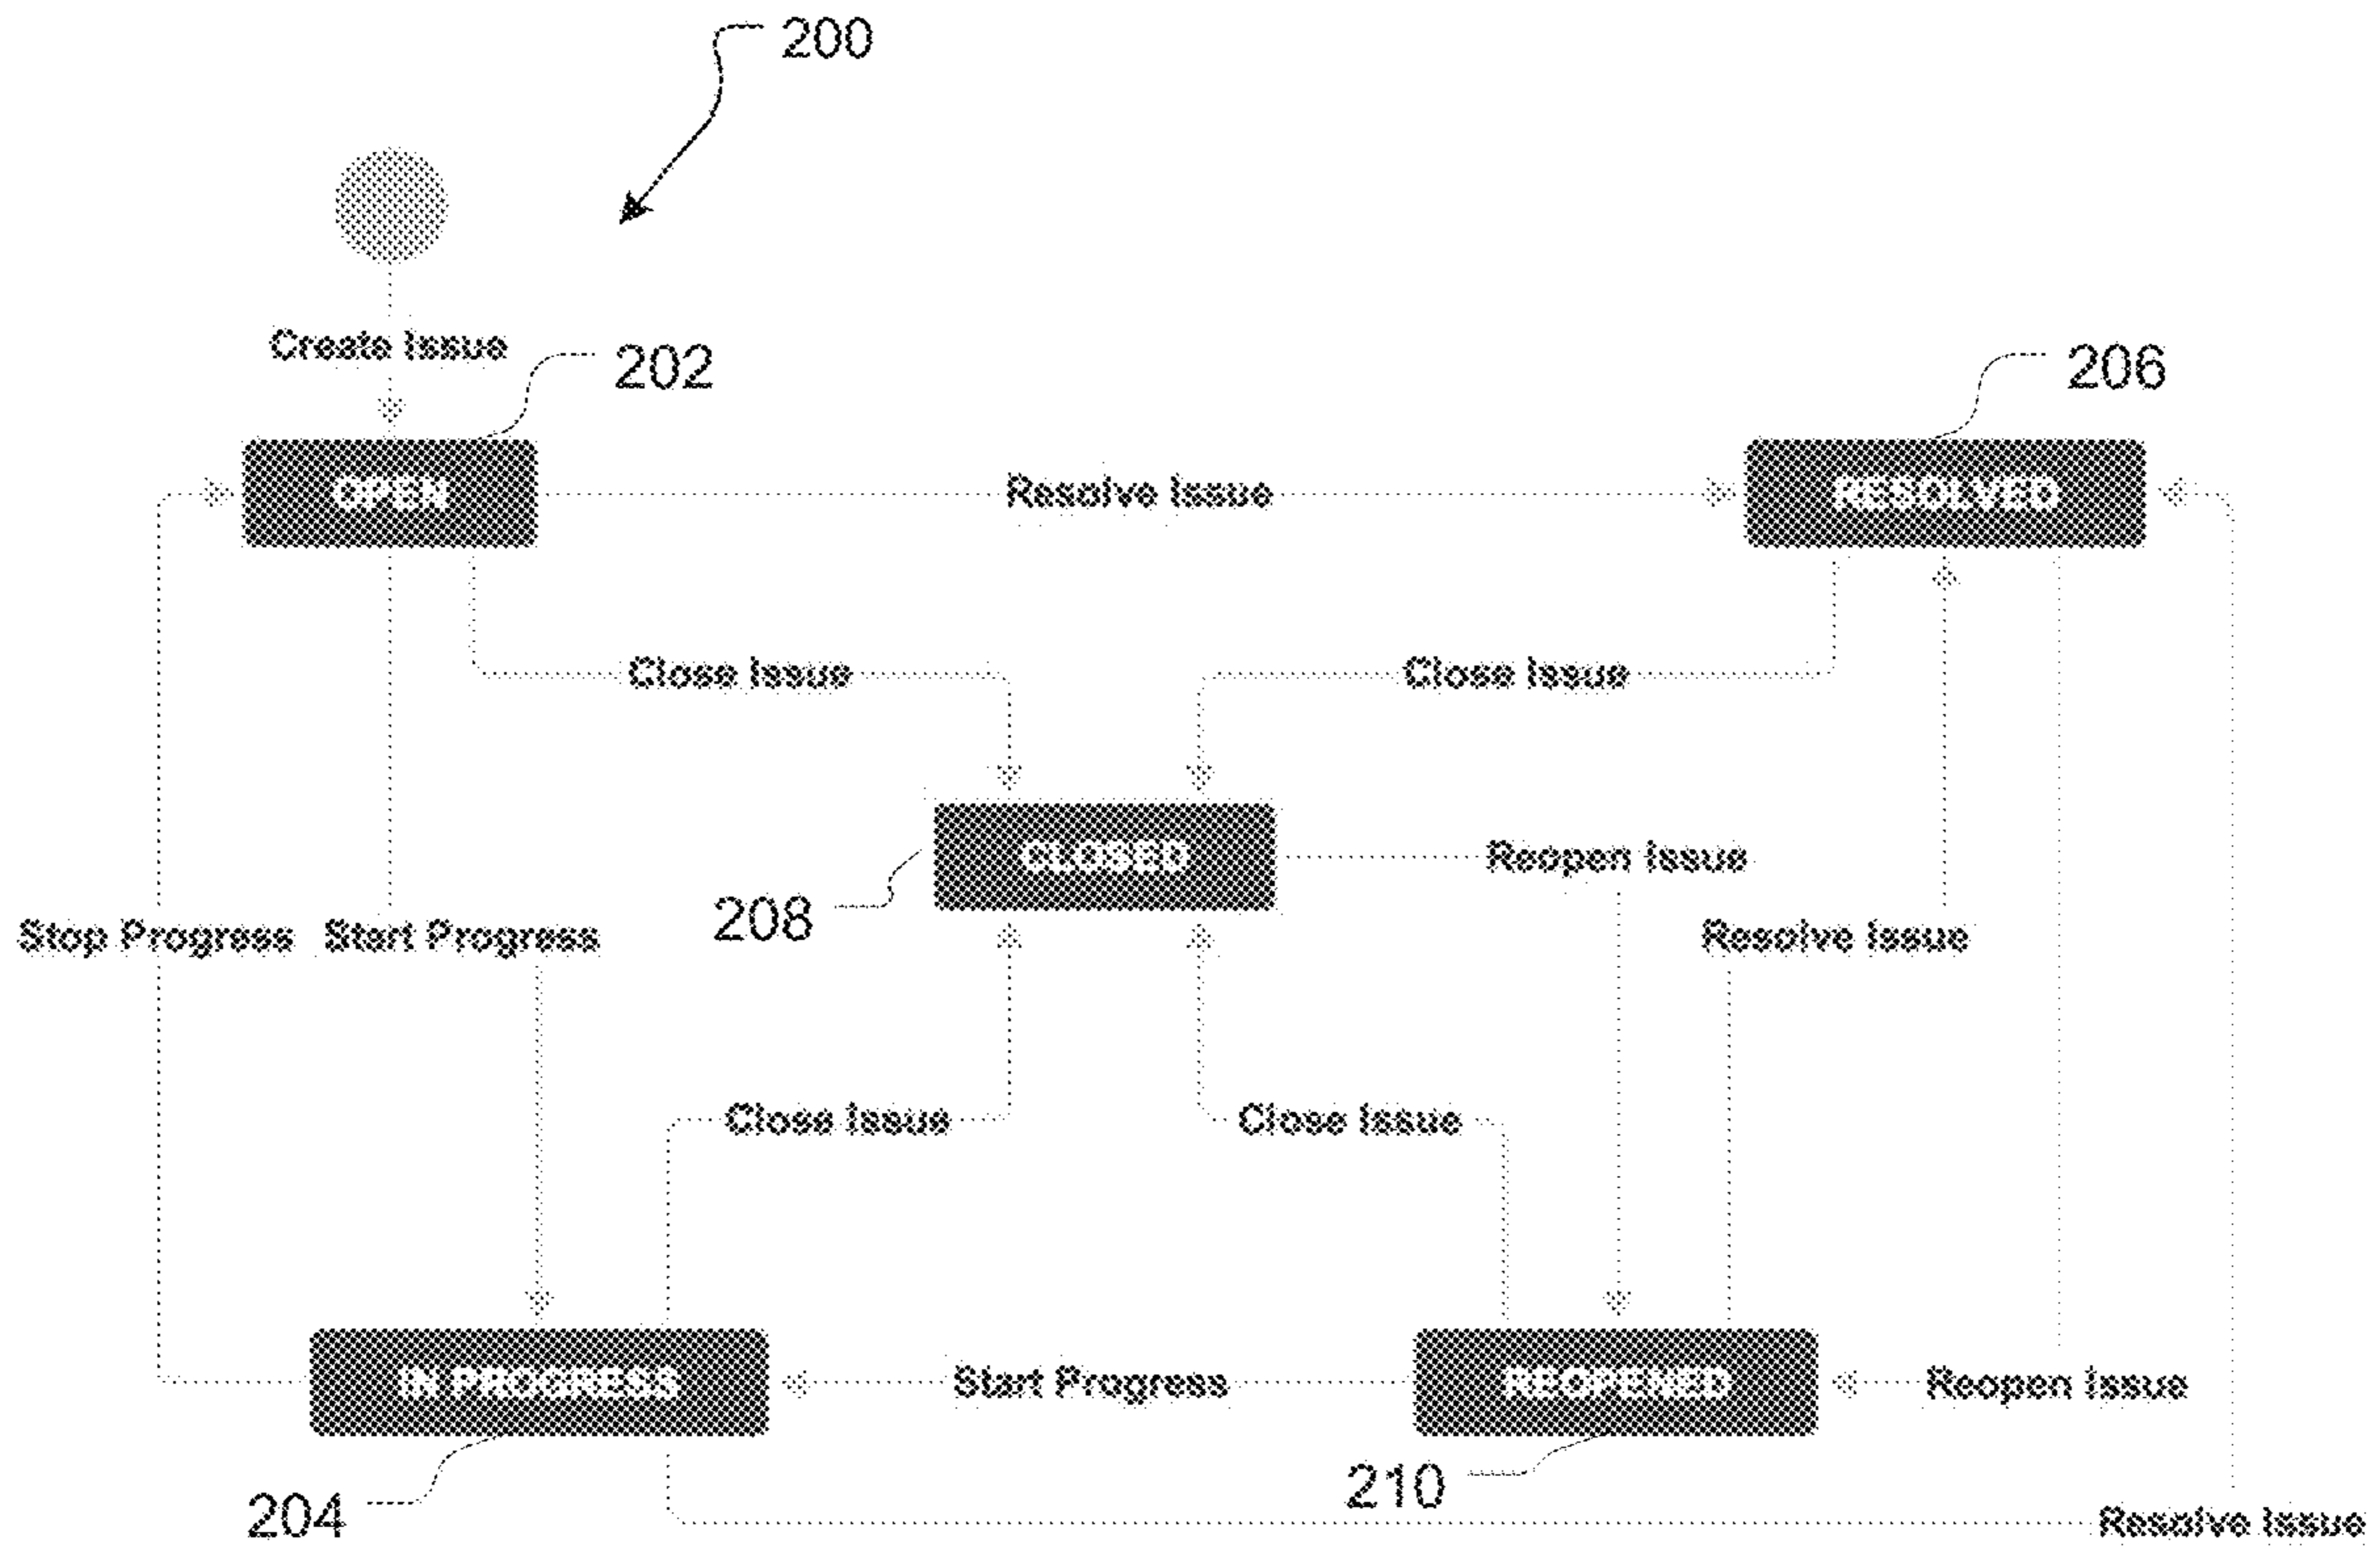 200
Create Issue
202
206
OPEN
Resolve Issue
RESOLVED
Close Issue
Close Issue
CLOSED
Reopen Issue
208
Stop Progress
Start Progress
Resolve Issue
Close Issue
Close Issue
IN PROGRESS
Start Progress
REOPENED
Reopen Issue
204
210
Resolve Issue